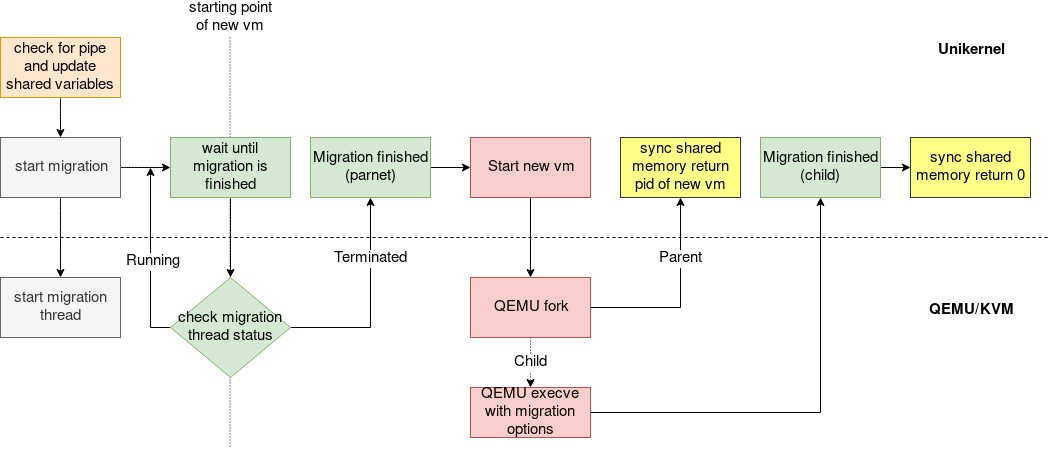 starting point
of new vm
Unikernel
check for pipe
and update
shared variables
start migration
wait until
migration is
finished
Migration finished
(parnet)
Start new vm
sync shared
memory return
pid of new vm
Migration finished
(child)
sync shared
memory return 0
Running
Terminated
Parent
start migration
thread
check migration
thread status
QEMU fork
QEMU/KVM
Child
QEMU execve
with migration
options